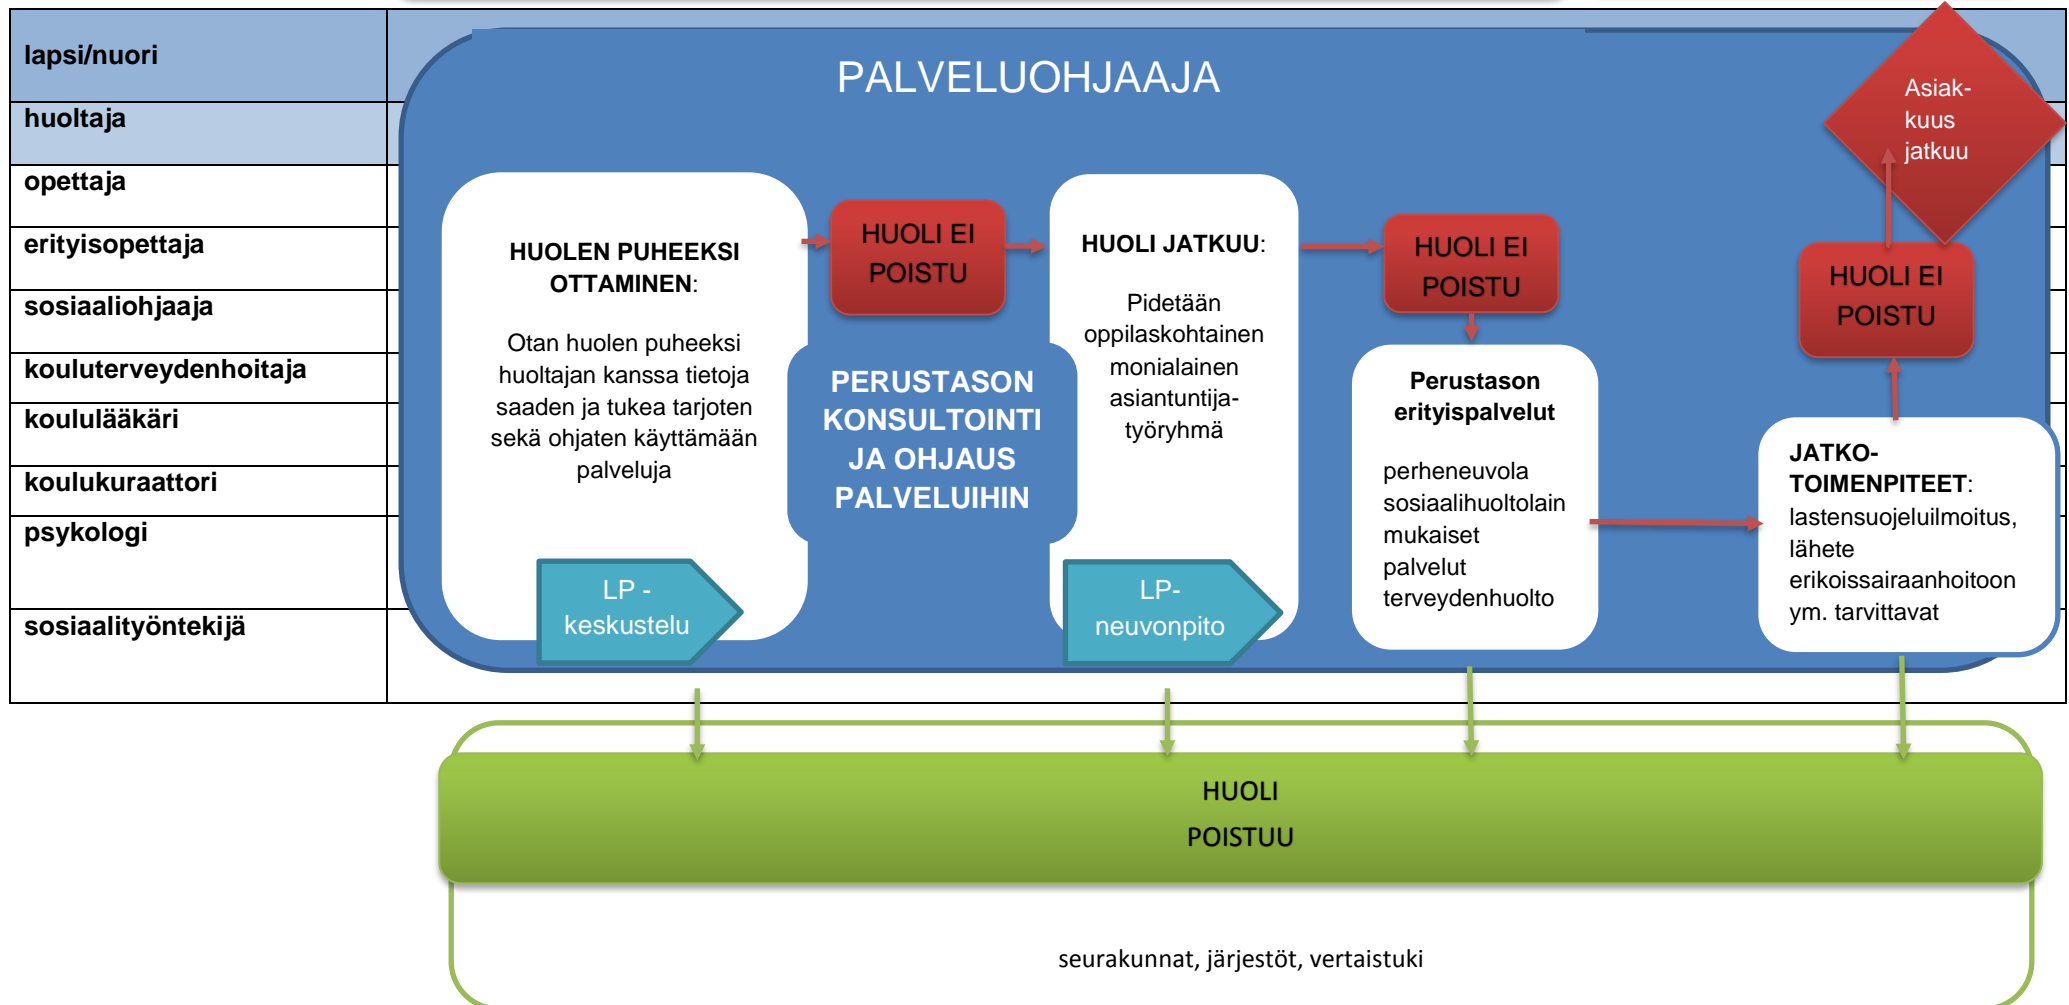 lapsi/nuori
huoltaja
opettaja
erityisopettaja
sosiaaliohjaaja
kouluterveydenhoitaja
koululääkäri
koulukuraattori
psykologi
sosiaalityöntekijä
PALVELUOHJAAJA
HUOLEN PUHEEKSI
OTTAMINEN:
Otan huolen puheeksi
huoltajan kanssa tietoja
saaden ja tukea tarjoten
sekä ohjaten käyttämään
palveluja
LP -
keskustelu
HUOLI EI
POISTU
PERUSTASON
KONSULTOINTI
JA OHJAUS
PALVELUIHIN
HUOLI JATKUU:
Pidetään
oppilaskohtainen
monialainen
asiantuntija-
työryhmä
LP-
neuvonpito
HUOLI EI
POISTU
Perustason
erityispalvelut
perheneuvola
sosiaalihuoltolain
mukaiset
palvelut
terveydenhuolto
JATKO-
TOIMENPITEET:
lastensuojeluilmoitus,
lähete
erikoissairaanhoitoon
ym. tarvittavat
HUOLI EI
POISTU
Asiak-
kuus
jatkuu
HUOLI
POISTUU
seurakunnat, järjestöt, vertaistuki